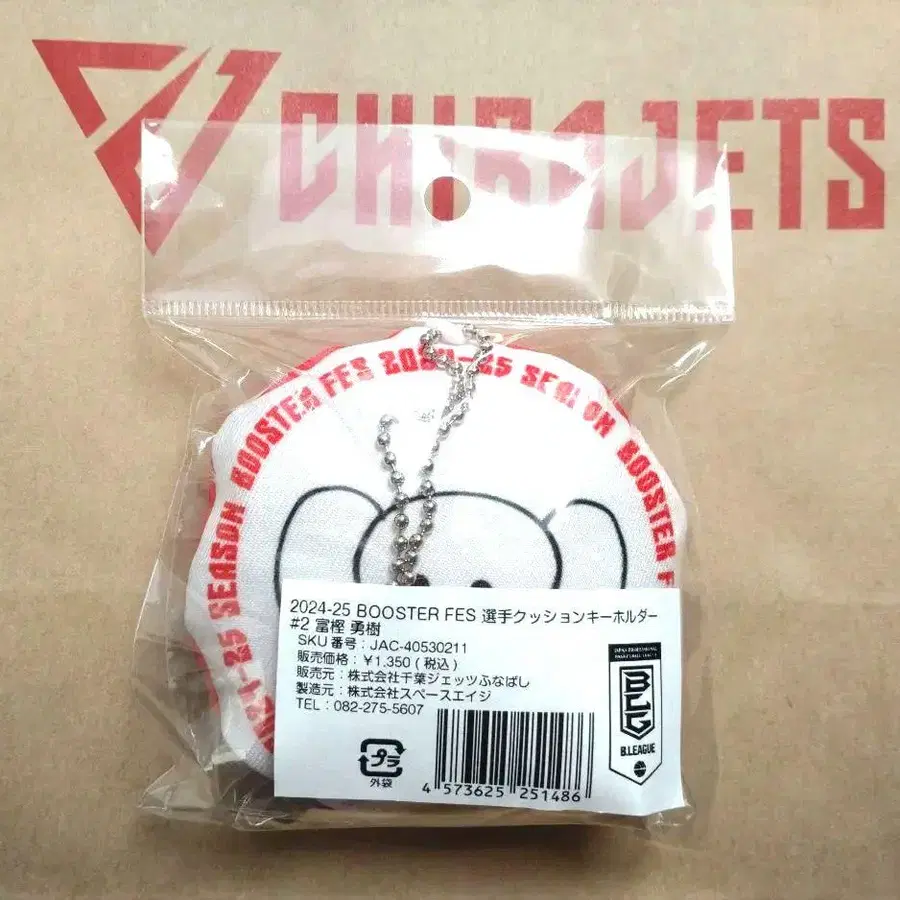 CHIBAJETS
BOOSTER FES 2024-25 SEASON BOOSTER F
-25 SEASON
2024-25 BOOSTER FES 選手クッションキーホルダー
#2 富樫 勇樹
SKU番号：JAC-40530211
販売価格：¥1,350(税込)
販売元：株式会社千葉ジェッツふなばし
製造元：株式会社スペースエイジ
TEL：082-275-5607
プラ
外袋
4 573625 251486
B.LEAGUE